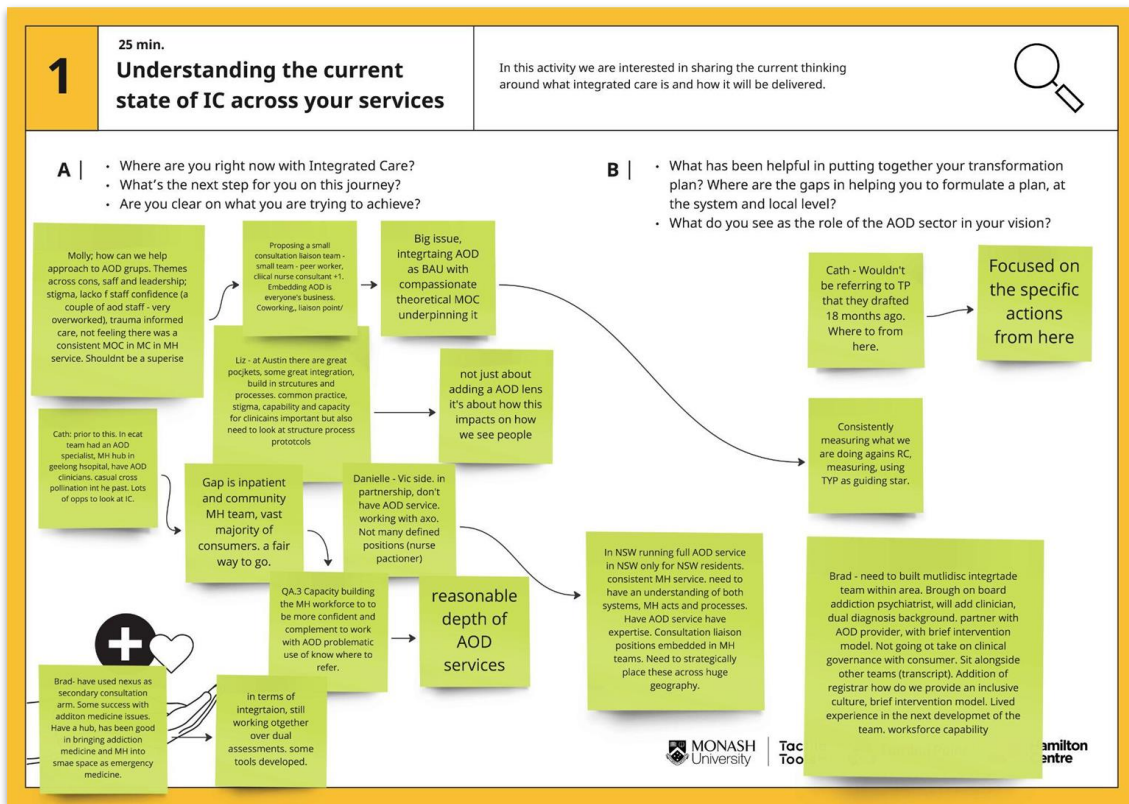 1
25 min.
Understanding the current
state of IC across your services
In this activity we are interested in sharing the current thinking
around what integrated care is and how it will be delivered.
A |
• Where are you right now with Integrated Care?
• What's the next step for you on this journey?
• Are you clear on what you are trying to achieve?
B |
• What has been helpful in putting together your transformation
plan? Where are the gaps in helping you to formulate a plan, at
the system and local level?
• What do you see as the role of the AOD sector in your vision?
Molly; how can we help
approach to AOD grups. Themes
across cons, saff and leadership;
stigma, lacko f staff confidence (a
couple of aod staff - very
overworked), trauma informed
care, not feeling there was a
consistent MOC in MC in MH
service. Shouldnt be a superise
Proposing a small
consultation liaison team -
small team - peer worker,
cliical nurse consultant +1.
Embedding AOD is
everyone's business.
Coworking,, liaison point/
Big issue,
integrtaing AOD
as BAU with
compassionate
theoretical MOC
underpinning it
Liz - at Austin there are great
pocjkets, some great integration,
build in strcutures and
processes. common practice,
stigma, capability and capacity
for clinicains important but also
need to look at structure process
prototcols
not just about
adding a AOD lens
it's about how this
impacts on how
we see people
Cath: prior to this. In ecat
team had an AOD
specialist, MH hub in
geelong hsopital, have AOD
clinicians. casual cross
pollination int he past. Lots
of opps to look at IC.
Gap is inpatient
and community
MH team, vast
majority of
consumers. a fair
way to go.
Danielle - Vic side. in
partnership, don't
have AOD service.
working with axo.
Not many defined
positions (nurse
pactioner)
QA.3 Capacity building
the MH workforce to to
be more confident and
complement to work
with AOD problematic
use of know where to
refer.
reasonable
depth of
AOD
services
In NSW running full AOD service
in NSW only for NSW residents.
consistent MH service. need to
have an understanding of both
systems, MH acts and processes.
Have AOD service have
expertise. Consultation liaison
positions embedded in MH
teams. Need to strategically
place these across huge
geography.
Brad- have used nexus as
secondary consultation
arm. Some success with
additon medicine issues.
Have a hub, has been good
in bringing addiction
medicine and MH into
smae space as emergency
medicine.
in terms of
integrtaion, still
working otgether
over dual
assessments. some
tools developed.
Cath - Wouldn't
be referring to TP
that they drafted
18 months ago.
Where to from
here.
Focused on
the specific
actions
from here
Consistently
measuring what we
are doing agains RC,
measuring, using
TYP as guiding star.
Brad - need to built mutlidisc integrtade
team within area. Brough on board
addiction psychiatrist, will add clinician,
dual diagnosis background. partner with
AOD provider, with brief intervention
model. Not going ot take on clinical
governance with consumer. Sit alongside
other teams (transcript). Addition of
registrar how do we provide an inclusive
culture, brief intervention model. Lived
experience in the next developmet of the
team. worksforce capability
MONASH
University
Tac
Too
amilton
entre